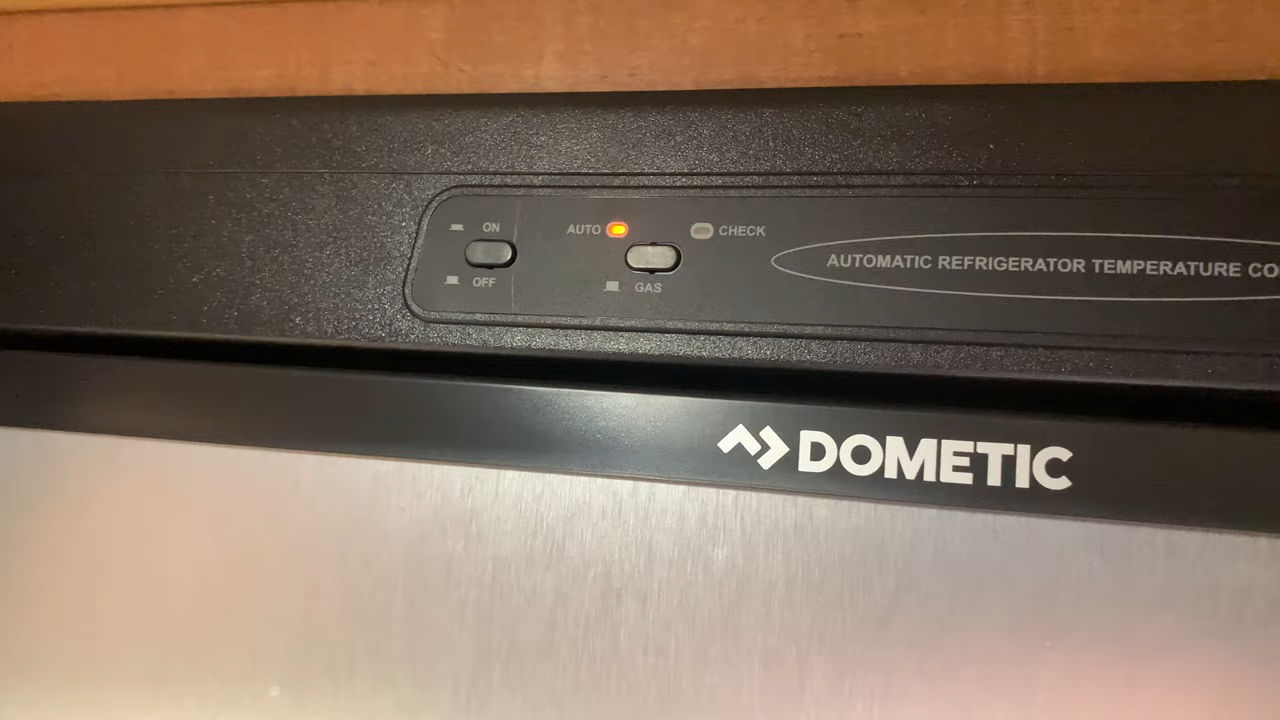 ON
AUTO
CHECK
OFF
GAS
AUTOMATIC REFRIGERATOR TEMPERATURE CO
DOMETIC